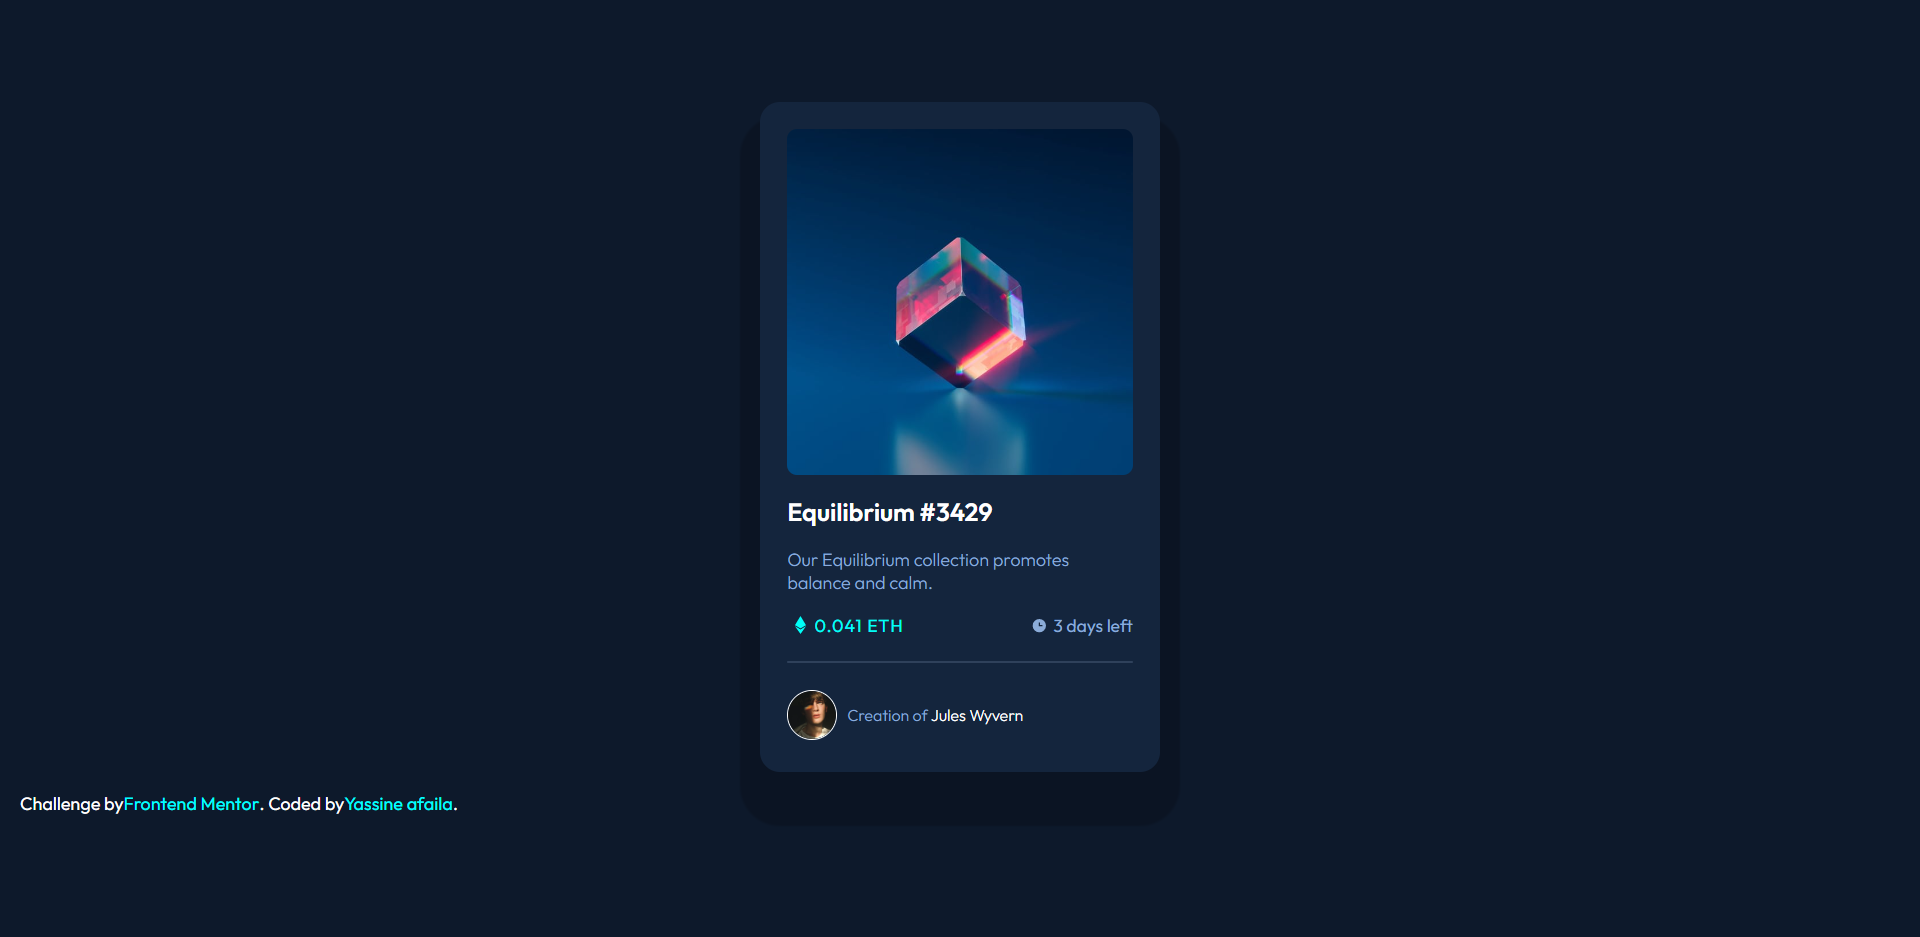 Equilibrium #3429
Our Equilibrium collection promotes
balance and calm.
0.041 ETH
3 days left
Creation of Jules Wyvern
Challenge byFrontend Mentor. Coded byYassine afaila.